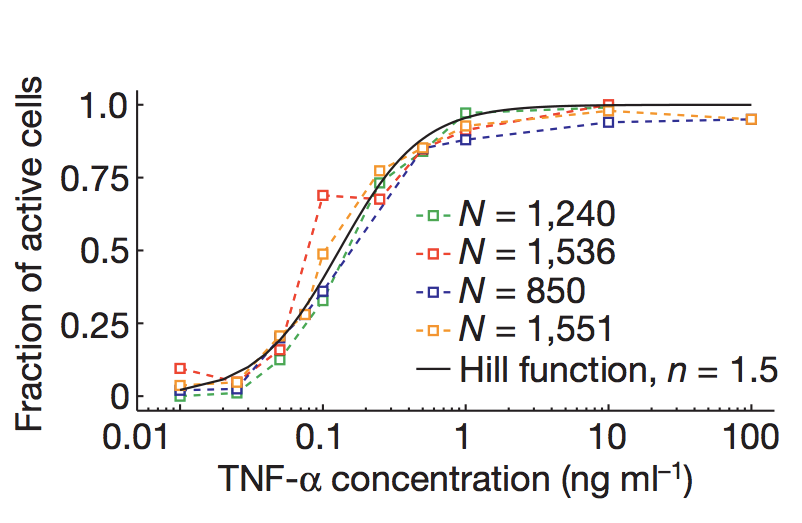 Fraction of active cells
1.0
0.75
0.5
0.25
0
N = 1,240
N = 1,536
N = 850
N = 1,551
Hill function, n = 1.5
0.01 0.1 1 10 100
TNF-α concentration (ng ml⁻¹)